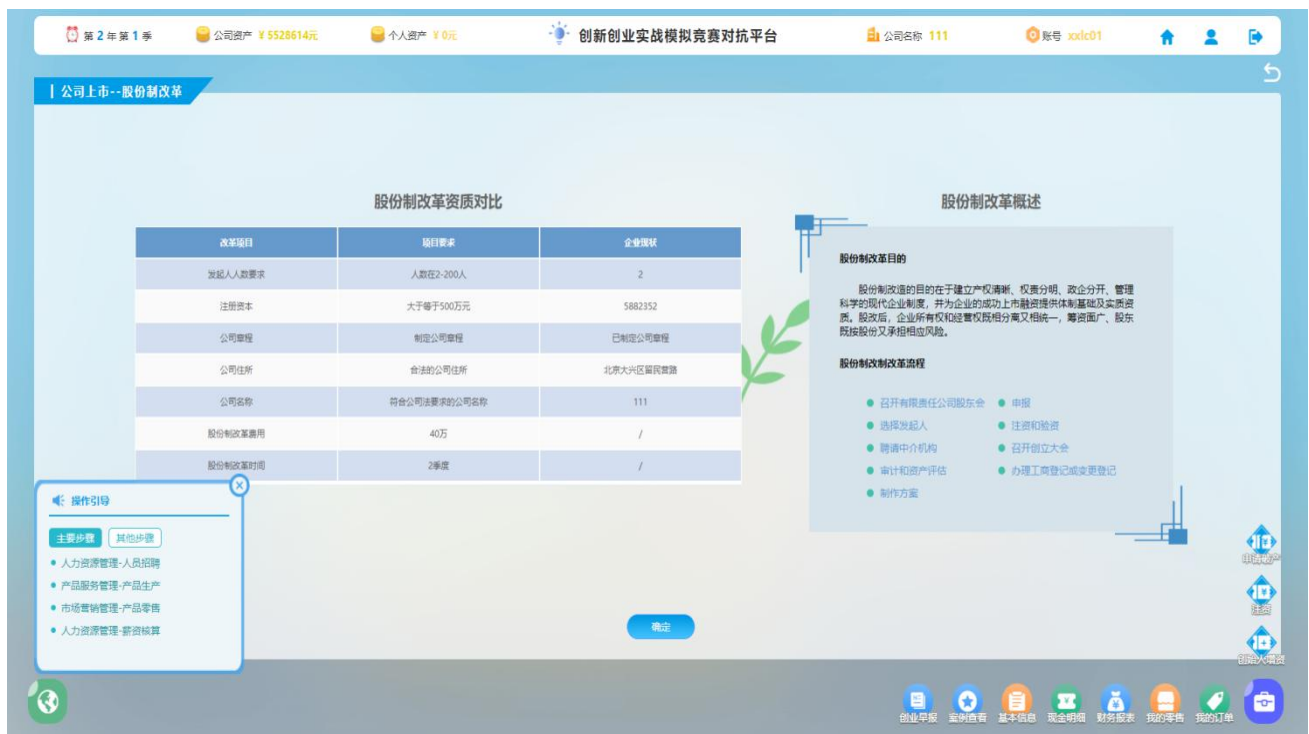 第 2 年第 1 季 公司资产 ¥ 5528614元 个人资产 ¥ 0元 创新创业实战模拟竞赛对抗平台 公司名称 111 账号 xxlc01
公司上市--股份制改革
股份制改革资质对比
改革项目 项目要求 企业现状
发起人人数要求 人数在2-200人 2
注册资本 大于等于500万元 5882352
公司章程 制定公司章程 已制定公司章程
公司住所 合法的公司住所 北京大兴区留民营路
公司名称 符合公司法要求的公司名称 111
股份制改革费用 40万 /
股份制改革时间 2季度 /
股份制改革概述
股份制改革目的
股份制改造的目的在于建立产权清晰、权责分明、政企分开、管理
科学的现代企业制度，并为企业的成功上市融资提供体制基础及实质资
质。股改后，企业所有权和经营权既相分离又相统一，筹资面广、股东
既按股份又承担相应风险。
股份制改制改革流程
召开有限责任公司股东会 申报
选择发起人 注资和验资
聘请中介机构 召开创立大会
审计和资产评估 办理工商登记或变更登记
制作方案
操作引导
主要步骤 其他步骤
人力资源管理-人员招聘
产品服务管理-产品生产
市场营销管理-产品零售
人力资源管理-薪资核算
确定
申请破产
注资
创始人增资
创业早报 案例查看 基本信息 现金明细 财务报表 我的零售 我的订单